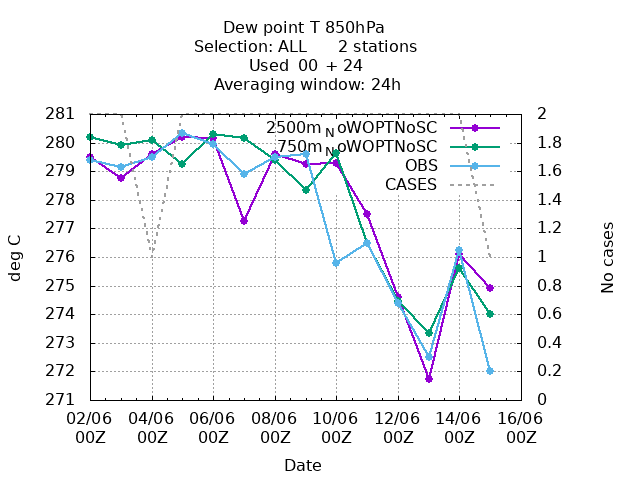 Dew point T 850hPa
Selection: ALL 2 stations
Used 00 + 24
Averaging window: 24h
281 2
280 1.8
279 1.6
278 1.4
277 1.2
276 1
275 0.8
274 0.6
273 0.4
272 0.2
271 0
2500m NoWOPTNoSC
750m NoWOPTNoSC
OBS
CASES
deg C
No cases
02/06 04/06 06/06 08/06 10/06 12/06 14/06 16/06
00Z 00Z 00Z 00Z 00Z 00Z 00Z 00Z
Date